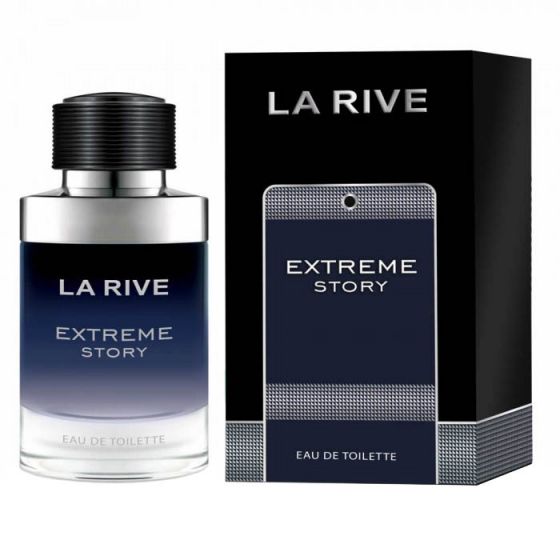 LA RIVE
EXTREME
STORY
EAU DE TOILETTE
LA RIVE
EXTREME
STORY
EAU DE TOILETTE